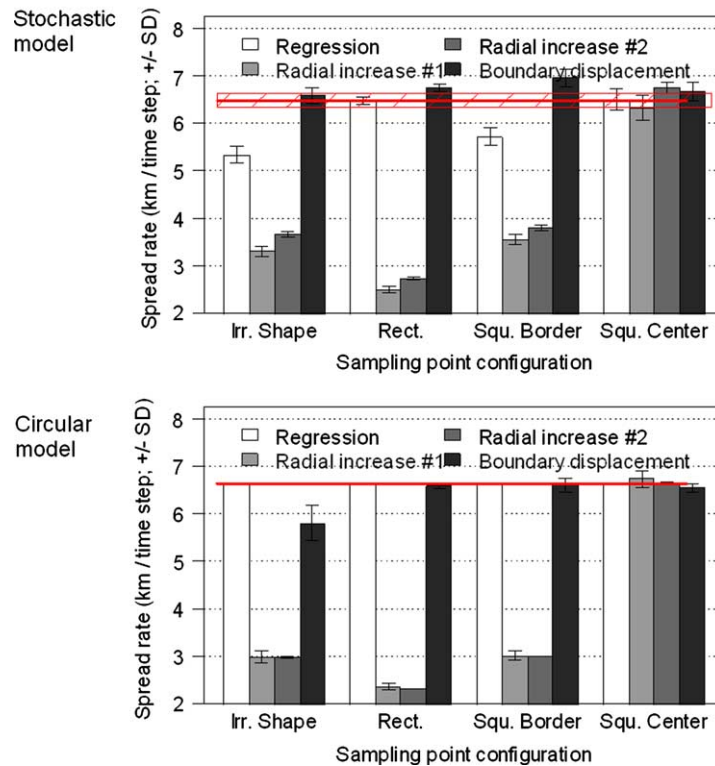 Stochastic
model
Spread rate (km / time step; +/- SD)
8
7
6
5
4
3
2
Regression
Radial increase #2
Radial increase #1
Boundary displacement
Irr. Shape
Rect.
Squ. Border
Squ. Center
Sampling point configuration
Circular
model
Spread rate (km / time step; +/- SD)
8
7
6
5
4
3
2
Regression
Radial increase #2
Radial increase #1
Boundary displacement
Irr. Shape
Rect.
Squ. Border
Squ. Center
Sampling point configuration